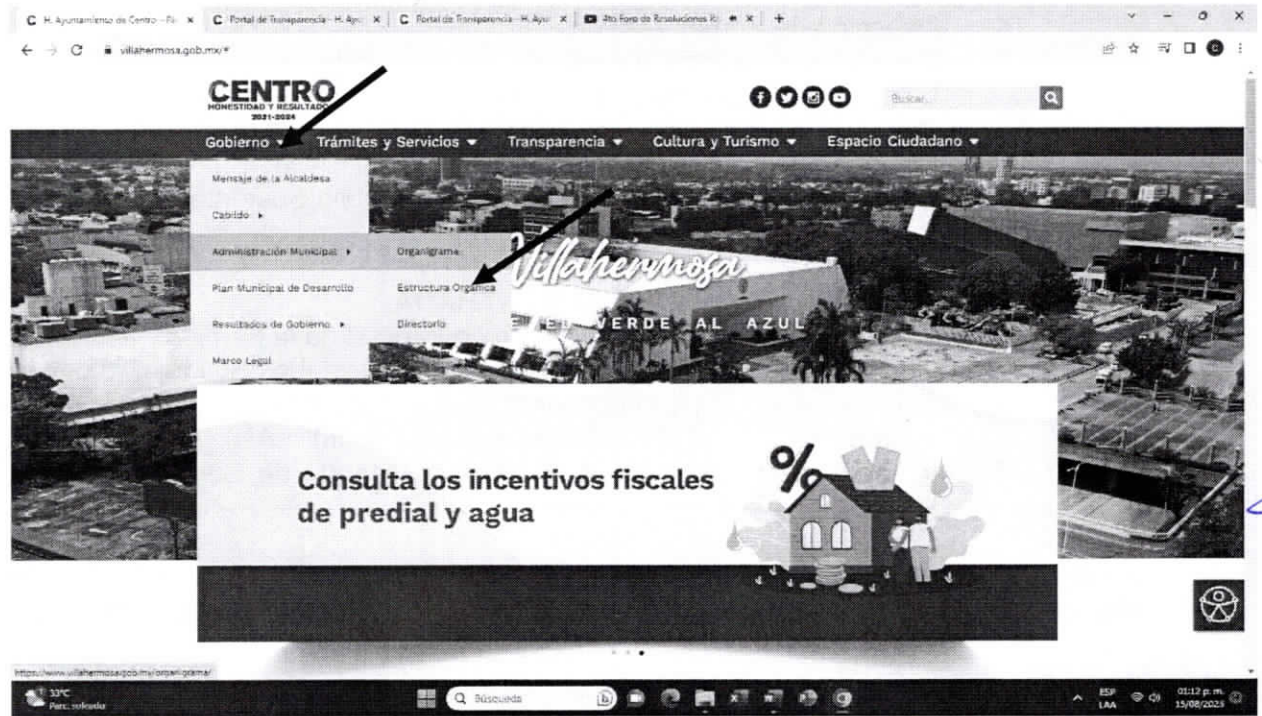 H. Ayuntamiento de Centro
Portal de Transparencia - H. Ayu
Portal de Transparencia - H. Ayu
4to Foro de Resoluciones
villahermosa.gob.mx/#
CENTRO
HONESTIDAD Y RESULTADOS
2021-2024
Buscar.
Gobierno
Trámites y Servicios
Transparencia
Cultura y Turismo
Espacio Ciudadano
Mensaje de la Alcaldesa
Cabildo
Administración Municipal
Organigrama
Plan Municipal de Desarrollo
Estructura Orgánica
Resultados de Gobierno
Directorio
Marco Legal
Villahermosa
VERDE AL AZUL
Consulta los incentivos fiscales
de predial y agua
%
https://www.villahermosa.gob.mx/organigrama/
33°C
Parc. soleado
Búsqueda
ESP
LAA
01:12 p. m.
15/08/2023